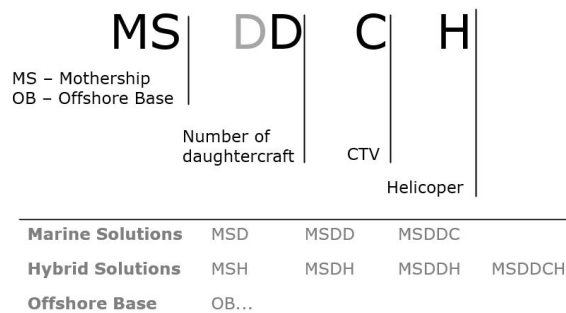 MS DD C H
MS – Mothership
OB – Offshore Base
Number of
daughtercraft
CTV
Helicoper
Marine Solutions MSD MSDD MSDDC
Hybrid Solutions MSH MSDH MSDDH MSDDCH
Offshore Base OB...